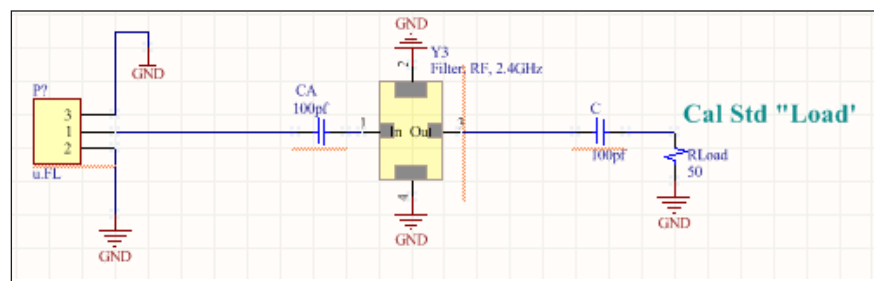 GND
Y3
Filter, RF, 2.4GHz
2
GND
P?
CA
100pf
C
100pf
Cal Std "Load'
3
1
2
1
In Out
3
RLoad
50
u.FL
4
GND
GND
GND